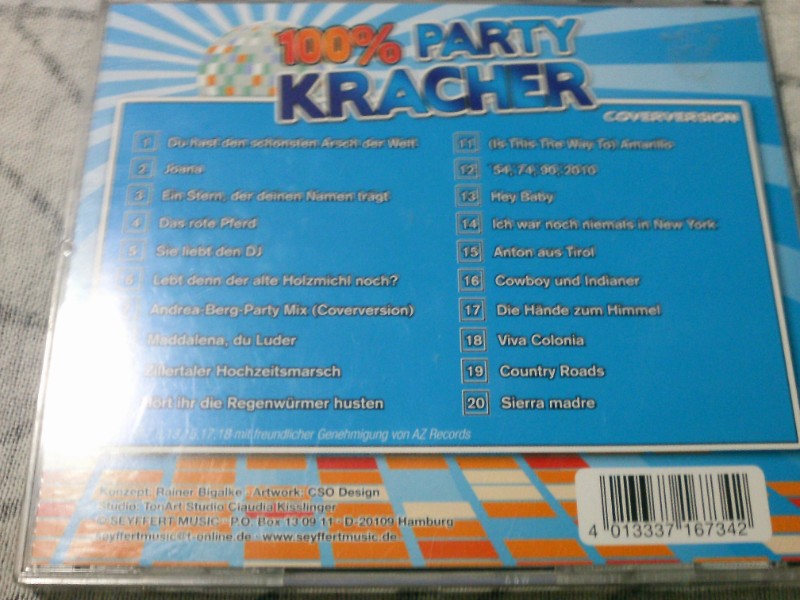 100% PARTY
KRACHER
COVERVERSION
1 Du hast den schönsten Arsch der Welt
2 Joana
3 Ein Stern, der deinen Namen trägt
4 Das rote Pferd
5 Sie liebt den DJ
6 Lebt denn der alte Holzmichl noch?
Andrea-Berg-Party Mix (Coverversion)
Maddalena, du Luder
Zillertaler Hochzeitsmarsch
Hört ihr die Regenwürmer husten
11 (Is This The Way To) Amarillo
12 '54, 74, 90, 2010
13 Hey Baby
14 Ich war noch niemals in New York
15 Anton aus Tirol
16 Cowboy und Indianer
17 Die Hände zum Himmel
18 Viva Colonia
19 Country Roads
20 Sierra madre
17,18 mit freundlicher Genehmigung von AZ Records
Konzept: Rainer Bigalke · Artwork: CSO Design
Studio: TonArt Studio Claudia Kisslinger
© SEYFFERT MUSIC · P.O. Box 13 09 11 · D- 20109 Hamburg
seyffertmusic@t-online.de · www.seyffertmusic.de
4 013337 167342